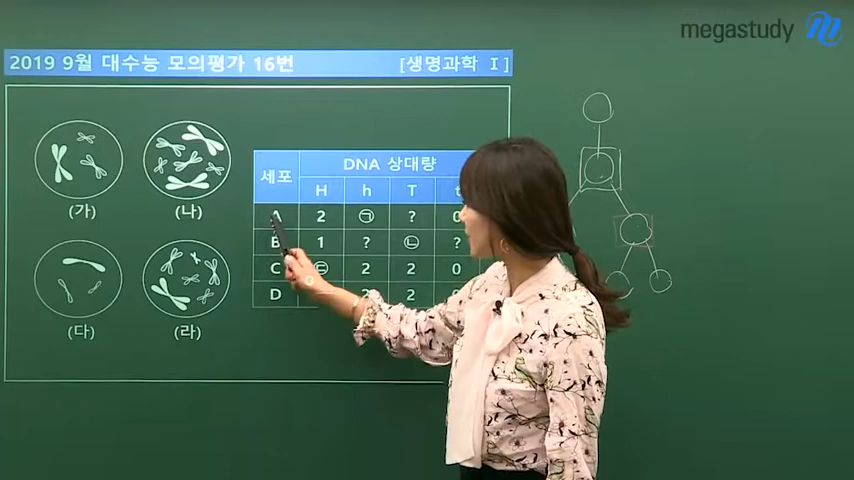 megastudy
2019 9월 대수능 모의평가 16번 [생명과학 Ⅰ]
(가) (나)
(다) (라)
세포 DNA 상대량
H h T t
A 2 ㉠ ? ?
B 1 ? ㉡ ?
C ㉢ 2 2 0
D 2 2